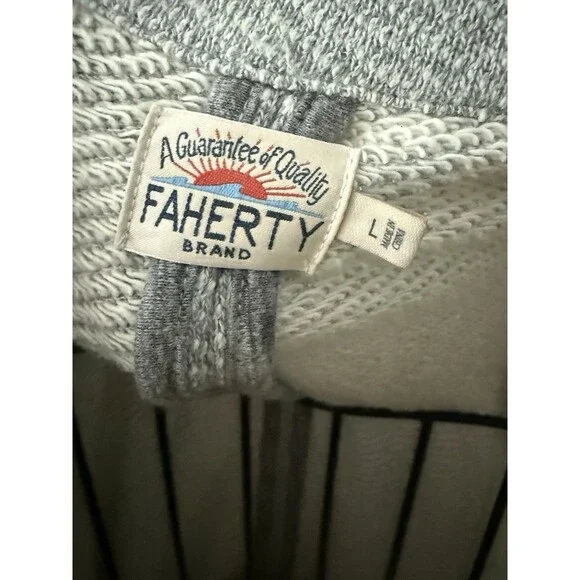 A Guarantee of Quality
FAHERTY
BRAND
L
MADE IN
CHINA